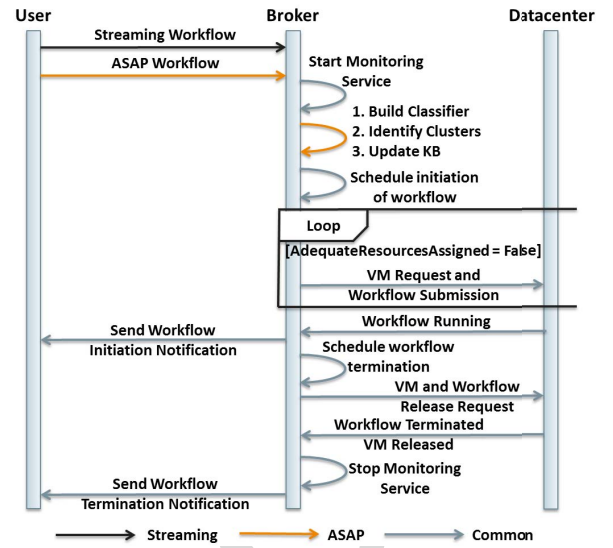 User Broker Datacenter
Streaming Workflow
ASAP Workflow
Start Monitoring
Service
1. Build Classifier
2. Identify Clusters
3. Update KB
Schedule initiation
of workflow
Loop
[AdequateResourcesAssigned = False]
VM Request and
Workflow Submission
Workflow Running
Send Workflow
Initiation Notification
Schedule workflow
termination
VM and Workflow
Release Request
Workflow Terminated
VM Released
Stop Monitoring
Service
Send Workflow
Termination Notification
Streaming ASAP Common